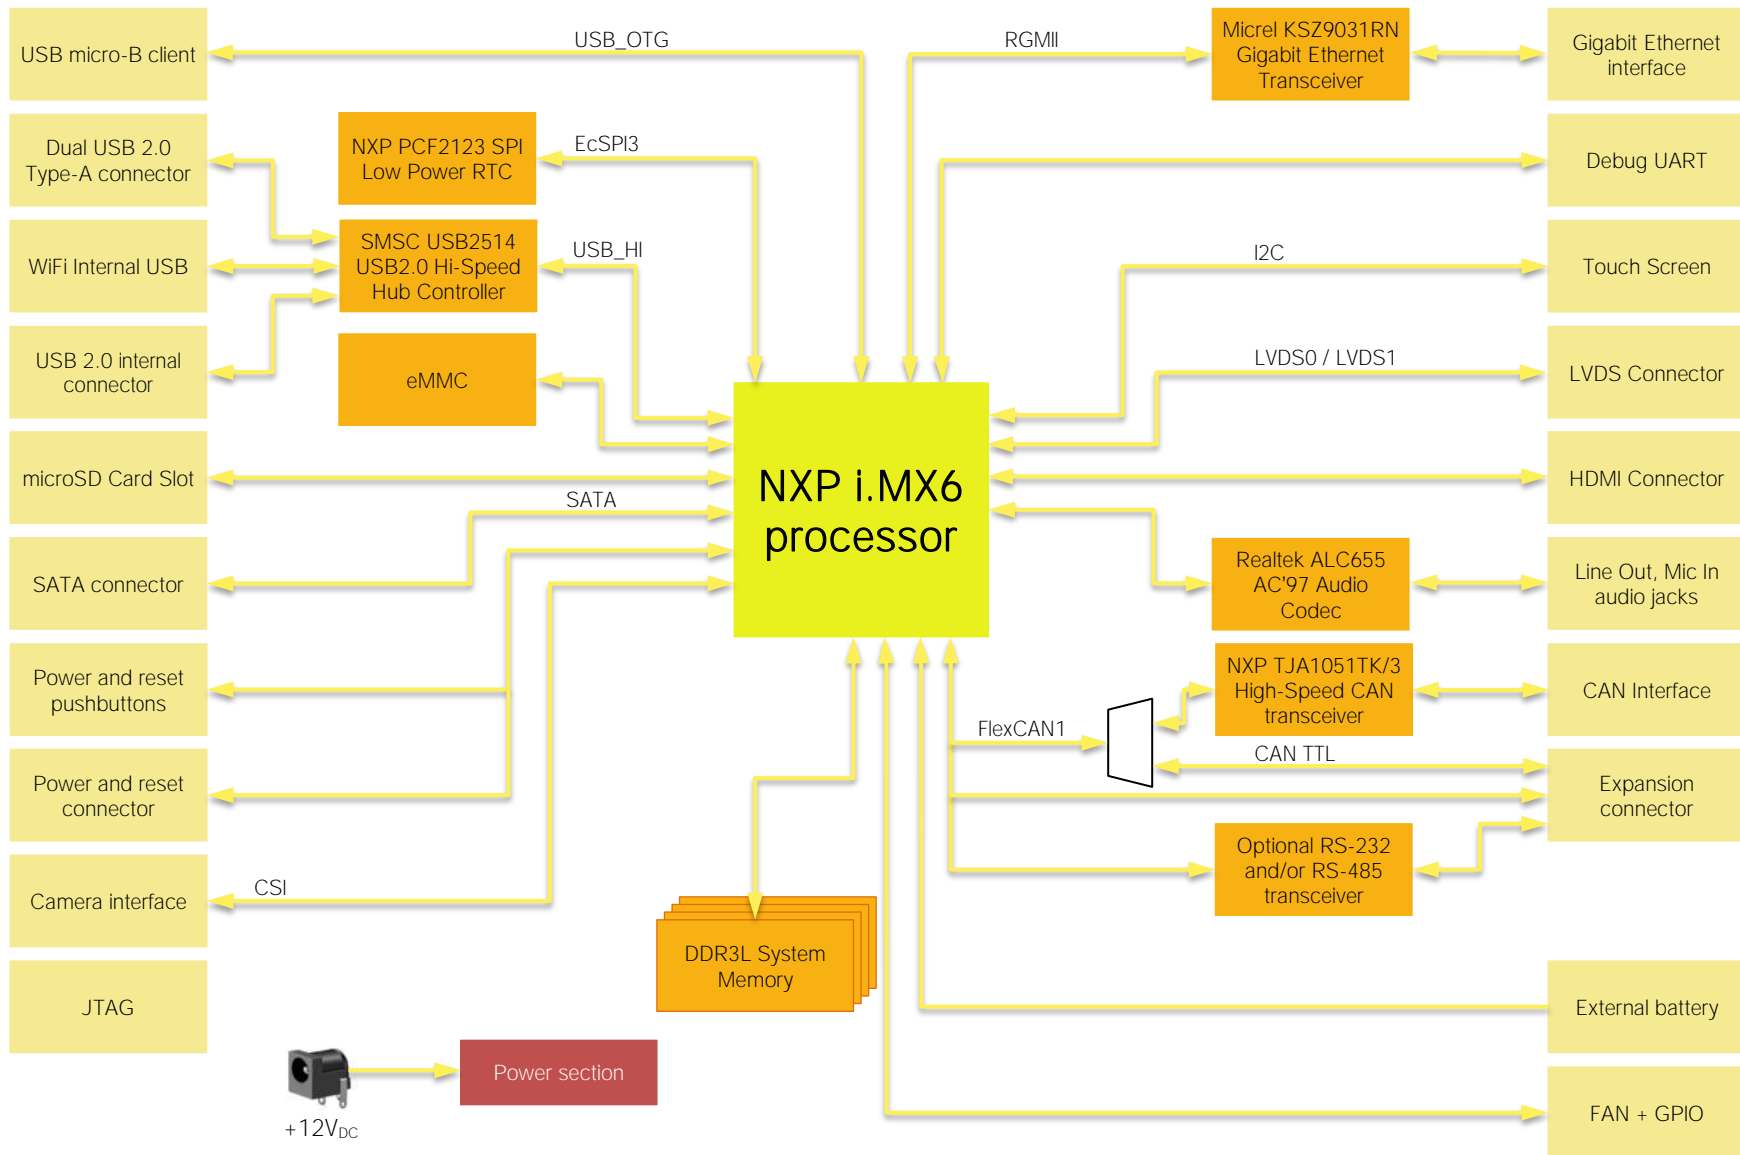 USB micro-B client
USB_OTG
RGMII
Micrel KSZ9031RN
Gigabit Ethernet
Transceiver
Gigabit Ethernet
interface
Dual USB 2.0
Type-A connector
NXP PCF2123 SPI
Low Power RTC
EcSPI3
Debug UART
WiFi Internal USB
SMSC USB2514
USB2.0 Hi-Speed
Hub Controller
USB_HI
I2C
Touch Screen
USB 2.0 internal
connector
eMMC
LVDS0 / LVDS1
LVDS Connector
microSD Card Slot
NXP i.MX6
processor
HDMI Connector
SATA
SATA connector
Realtek ALC655
AC'97 Audio
Codec
Line Out, Mic In
audio jacks
Power and reset
pushbuttons
FlexCAN1
NXP TJA1051TK/3
High-Speed CAN
transceiver
CAN Interface
CAN TTL
Power and reset
connector
Expansion
connector
Camera interface
CSI
Optional RS-232
and/or RS-485
transceiver
DDR3L System
Memory
JTAG
External battery
+12VDC
Power section
FAN + GPIO